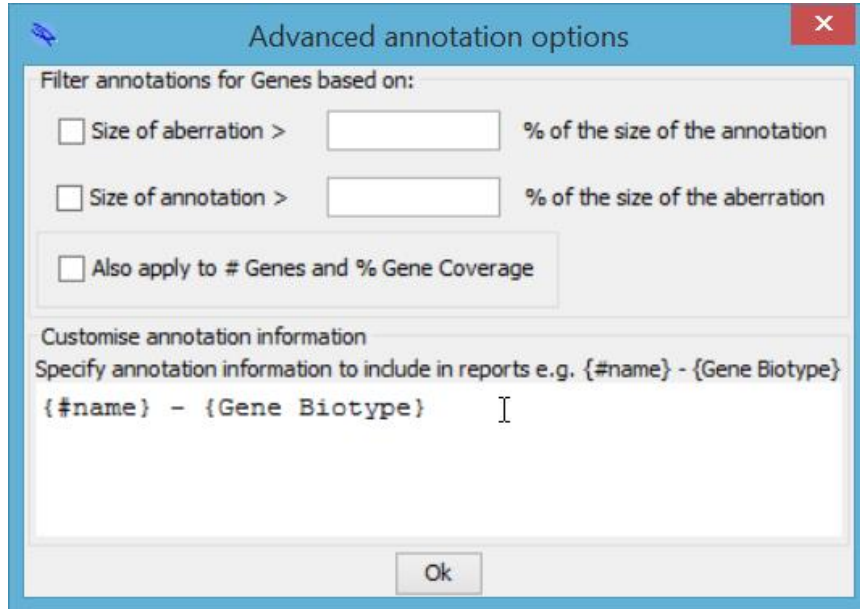 Advanced annotation options
x
Filter annotations for Genes based on:
Size of aberration > % of the size of the annotation
Size of annotation > % of the size of the aberration
Also apply to # Genes and % Gene Coverage
Customise annotation information
Specify annotation information to include in reports e.g. {#name} - {Gene Biotype}
{#name} - {Gene Biotype}
Ok